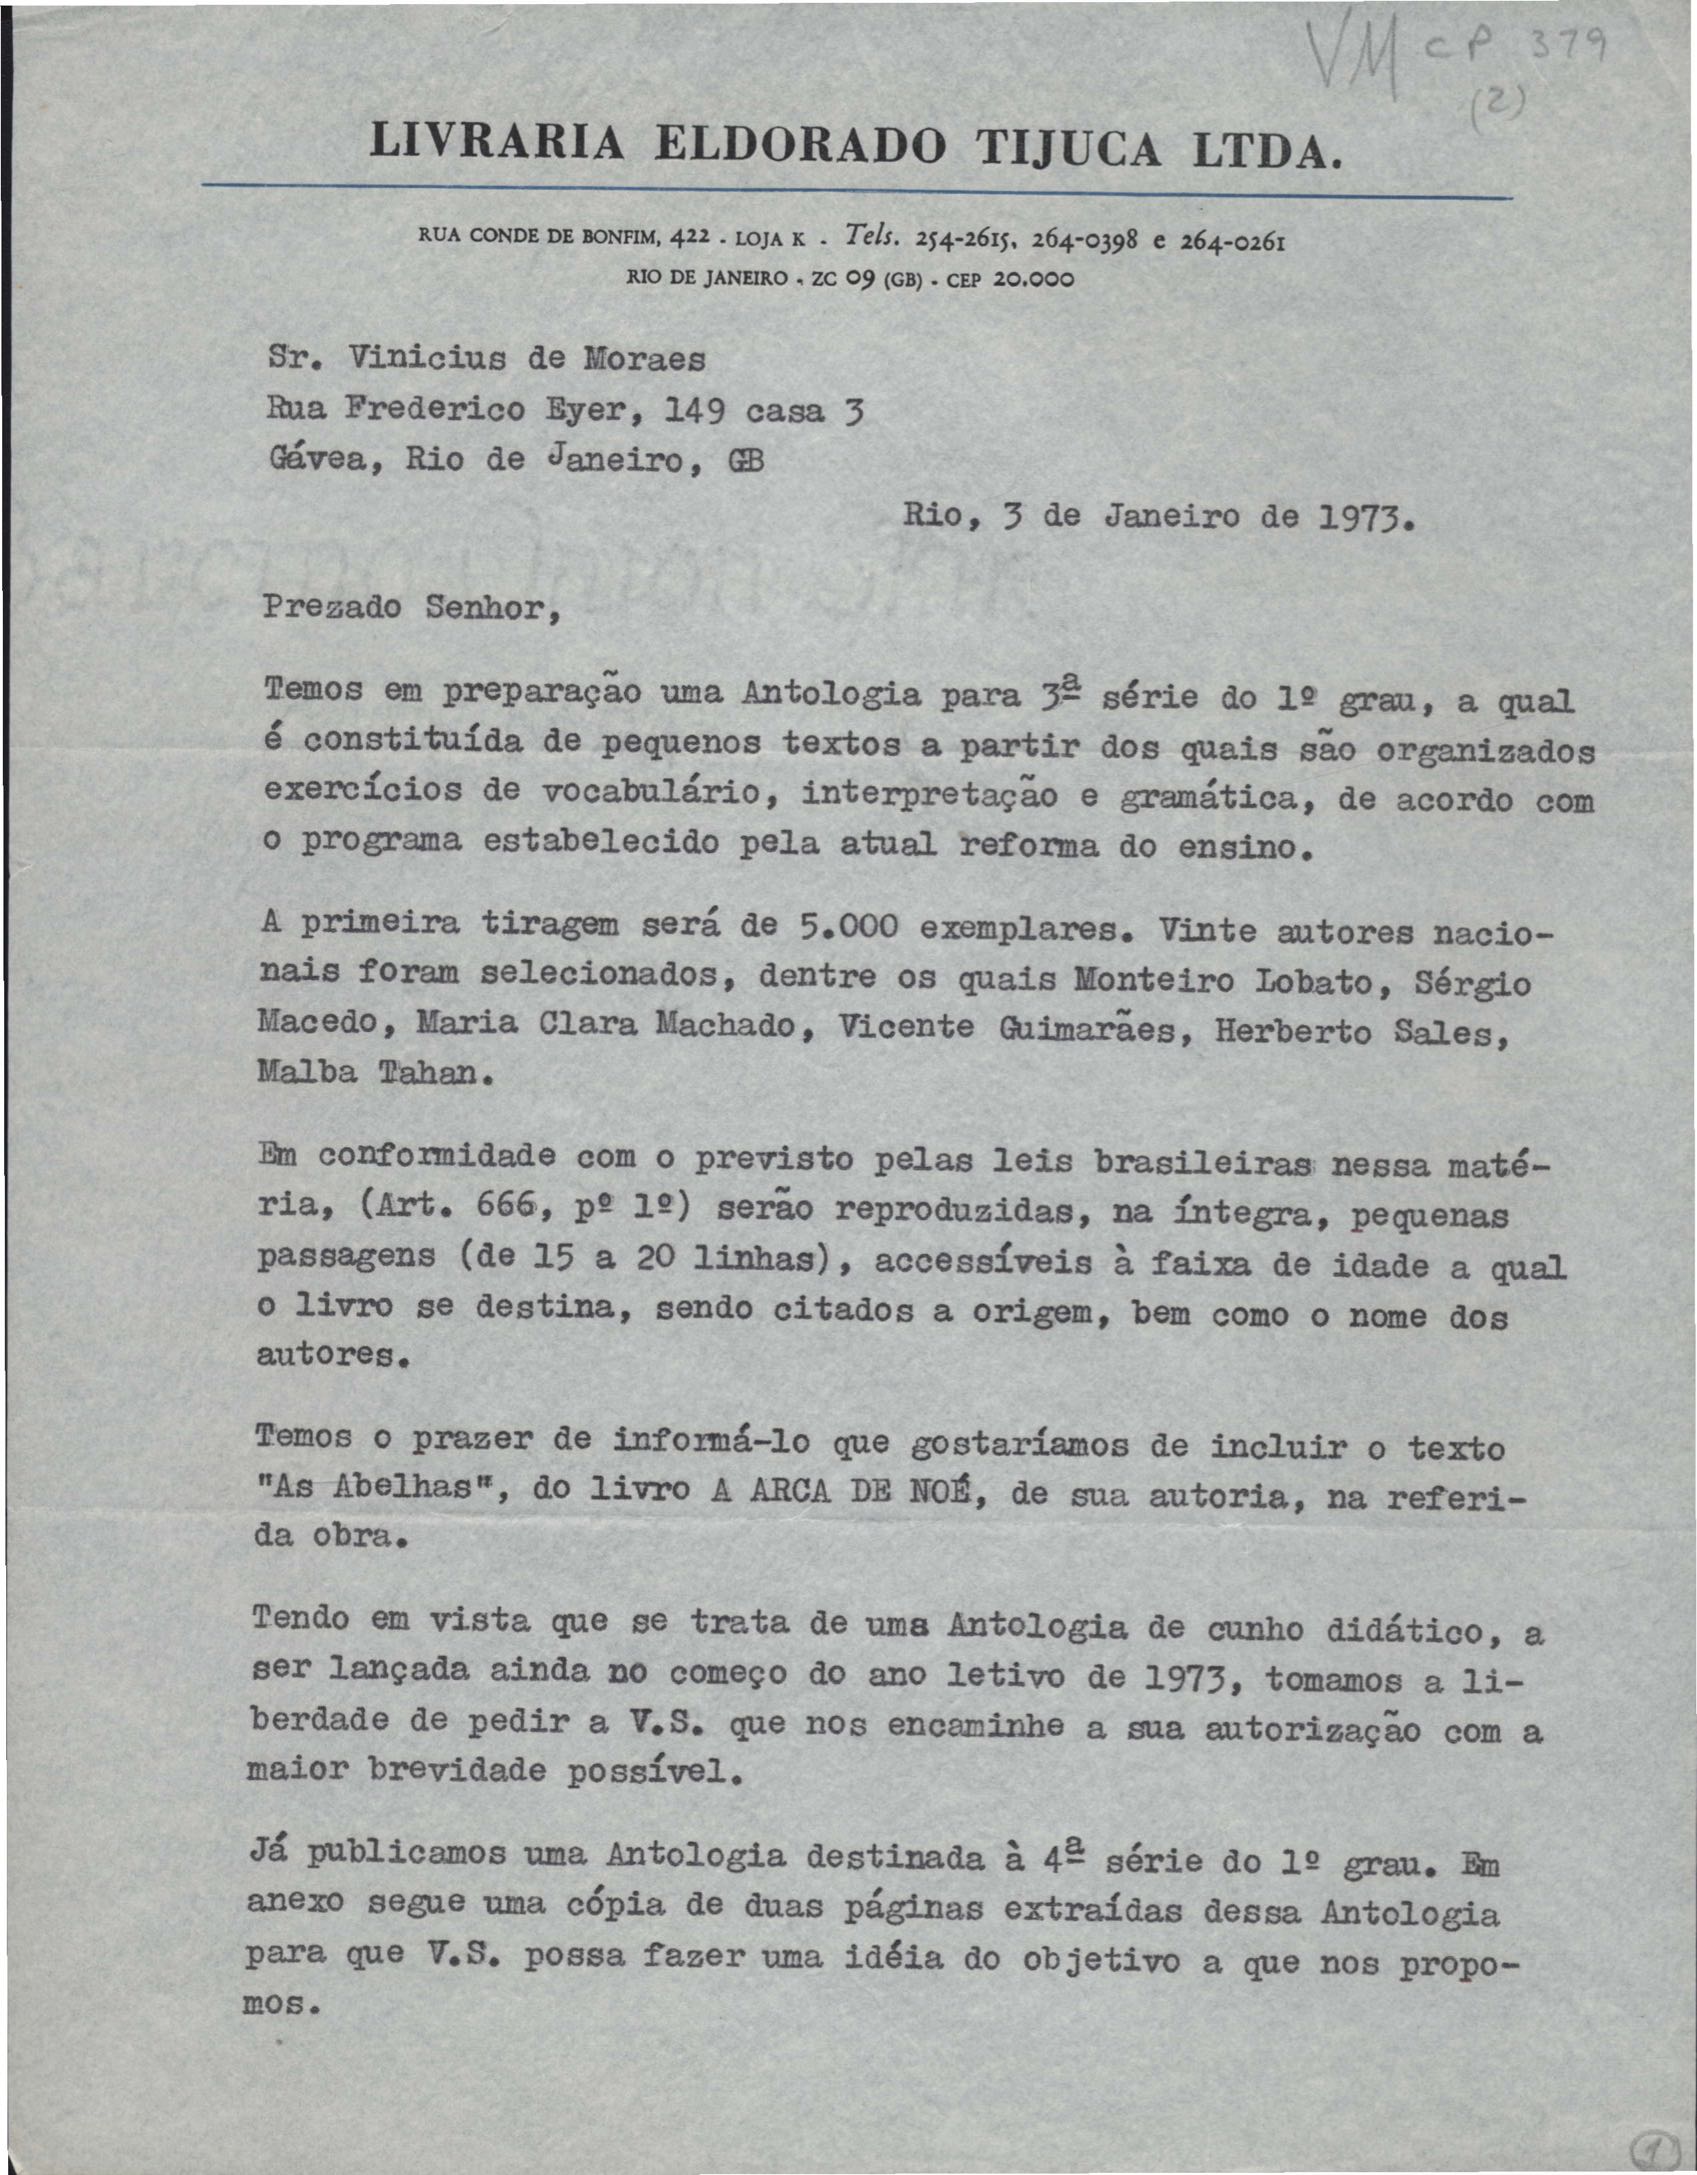 VM CP 379
(2)
LIVRARIA ELDORADO TIJUCA LTDA.
RUA CONDE DE BONFIM, 422 . LOJA K . Tels. 254-2615, 264-0398 e 264-0261
RIO DE JANEIRO . ZC 09 (GB) . CEP 20.000
Sr. Vinicius de Moraes
Rua Frederico Eyer, 149 casa 3
Gávea, Rio de Janeiro, GB
Rio, 3 de Janeiro de 1973.
Prezado Senhor,
Temos em preparação uma Antologia para 3ª série do 1º grau, a qual
é constituída de pequenos textos a partir dos quais são organizados
exercícios de vocabulário, interpretação e gramática, de acordo com
o programa estabelecido pela atual reforma do ensino.
A primeira tiragem será de 5.000 exemplares. Vinte autores nacio-
nais foram selecionados, dentre os quais Monteiro Lobato, Sérgio
Macedo, Maria Clara Machado, Vicente Guimarães, Herberto Sales,
Malba Tahan.
Em conformidade com o previsto pelas leis brasileiras nessa maté-
ria, (Art. 666, pº 1º) serão reproduzidas, na íntegra, pequenas
passagens (de 15 a 20 linhas), accessíveis à faixa de idade a qual
o livro se destina, sendo citados a origem, bem como o nome dos
autores.
Temos o prazer de informá-lo que gostaríamos de incluir o texto
"As Abelhas", do livro A ARCA DE NOÉ, de sua autoria, na referi-
da obra.
Tendo em vista que se trata de uma Antologia de cunho didático, a
ser lançada ainda no começo do ano letivo de 1973, tomamos a li-
berdade de pedir a V.S. que nos encaminhe a sua autorização com a
maior brevidade possível.
Já publicamos uma Antologia destinada à 4ª série do 1º grau. Em
anexo segue uma cópia de duas páginas extraídas dessa Antologia
para que V.S. possa fazer uma idéia do objetivo a que nos propo-
mos.
1